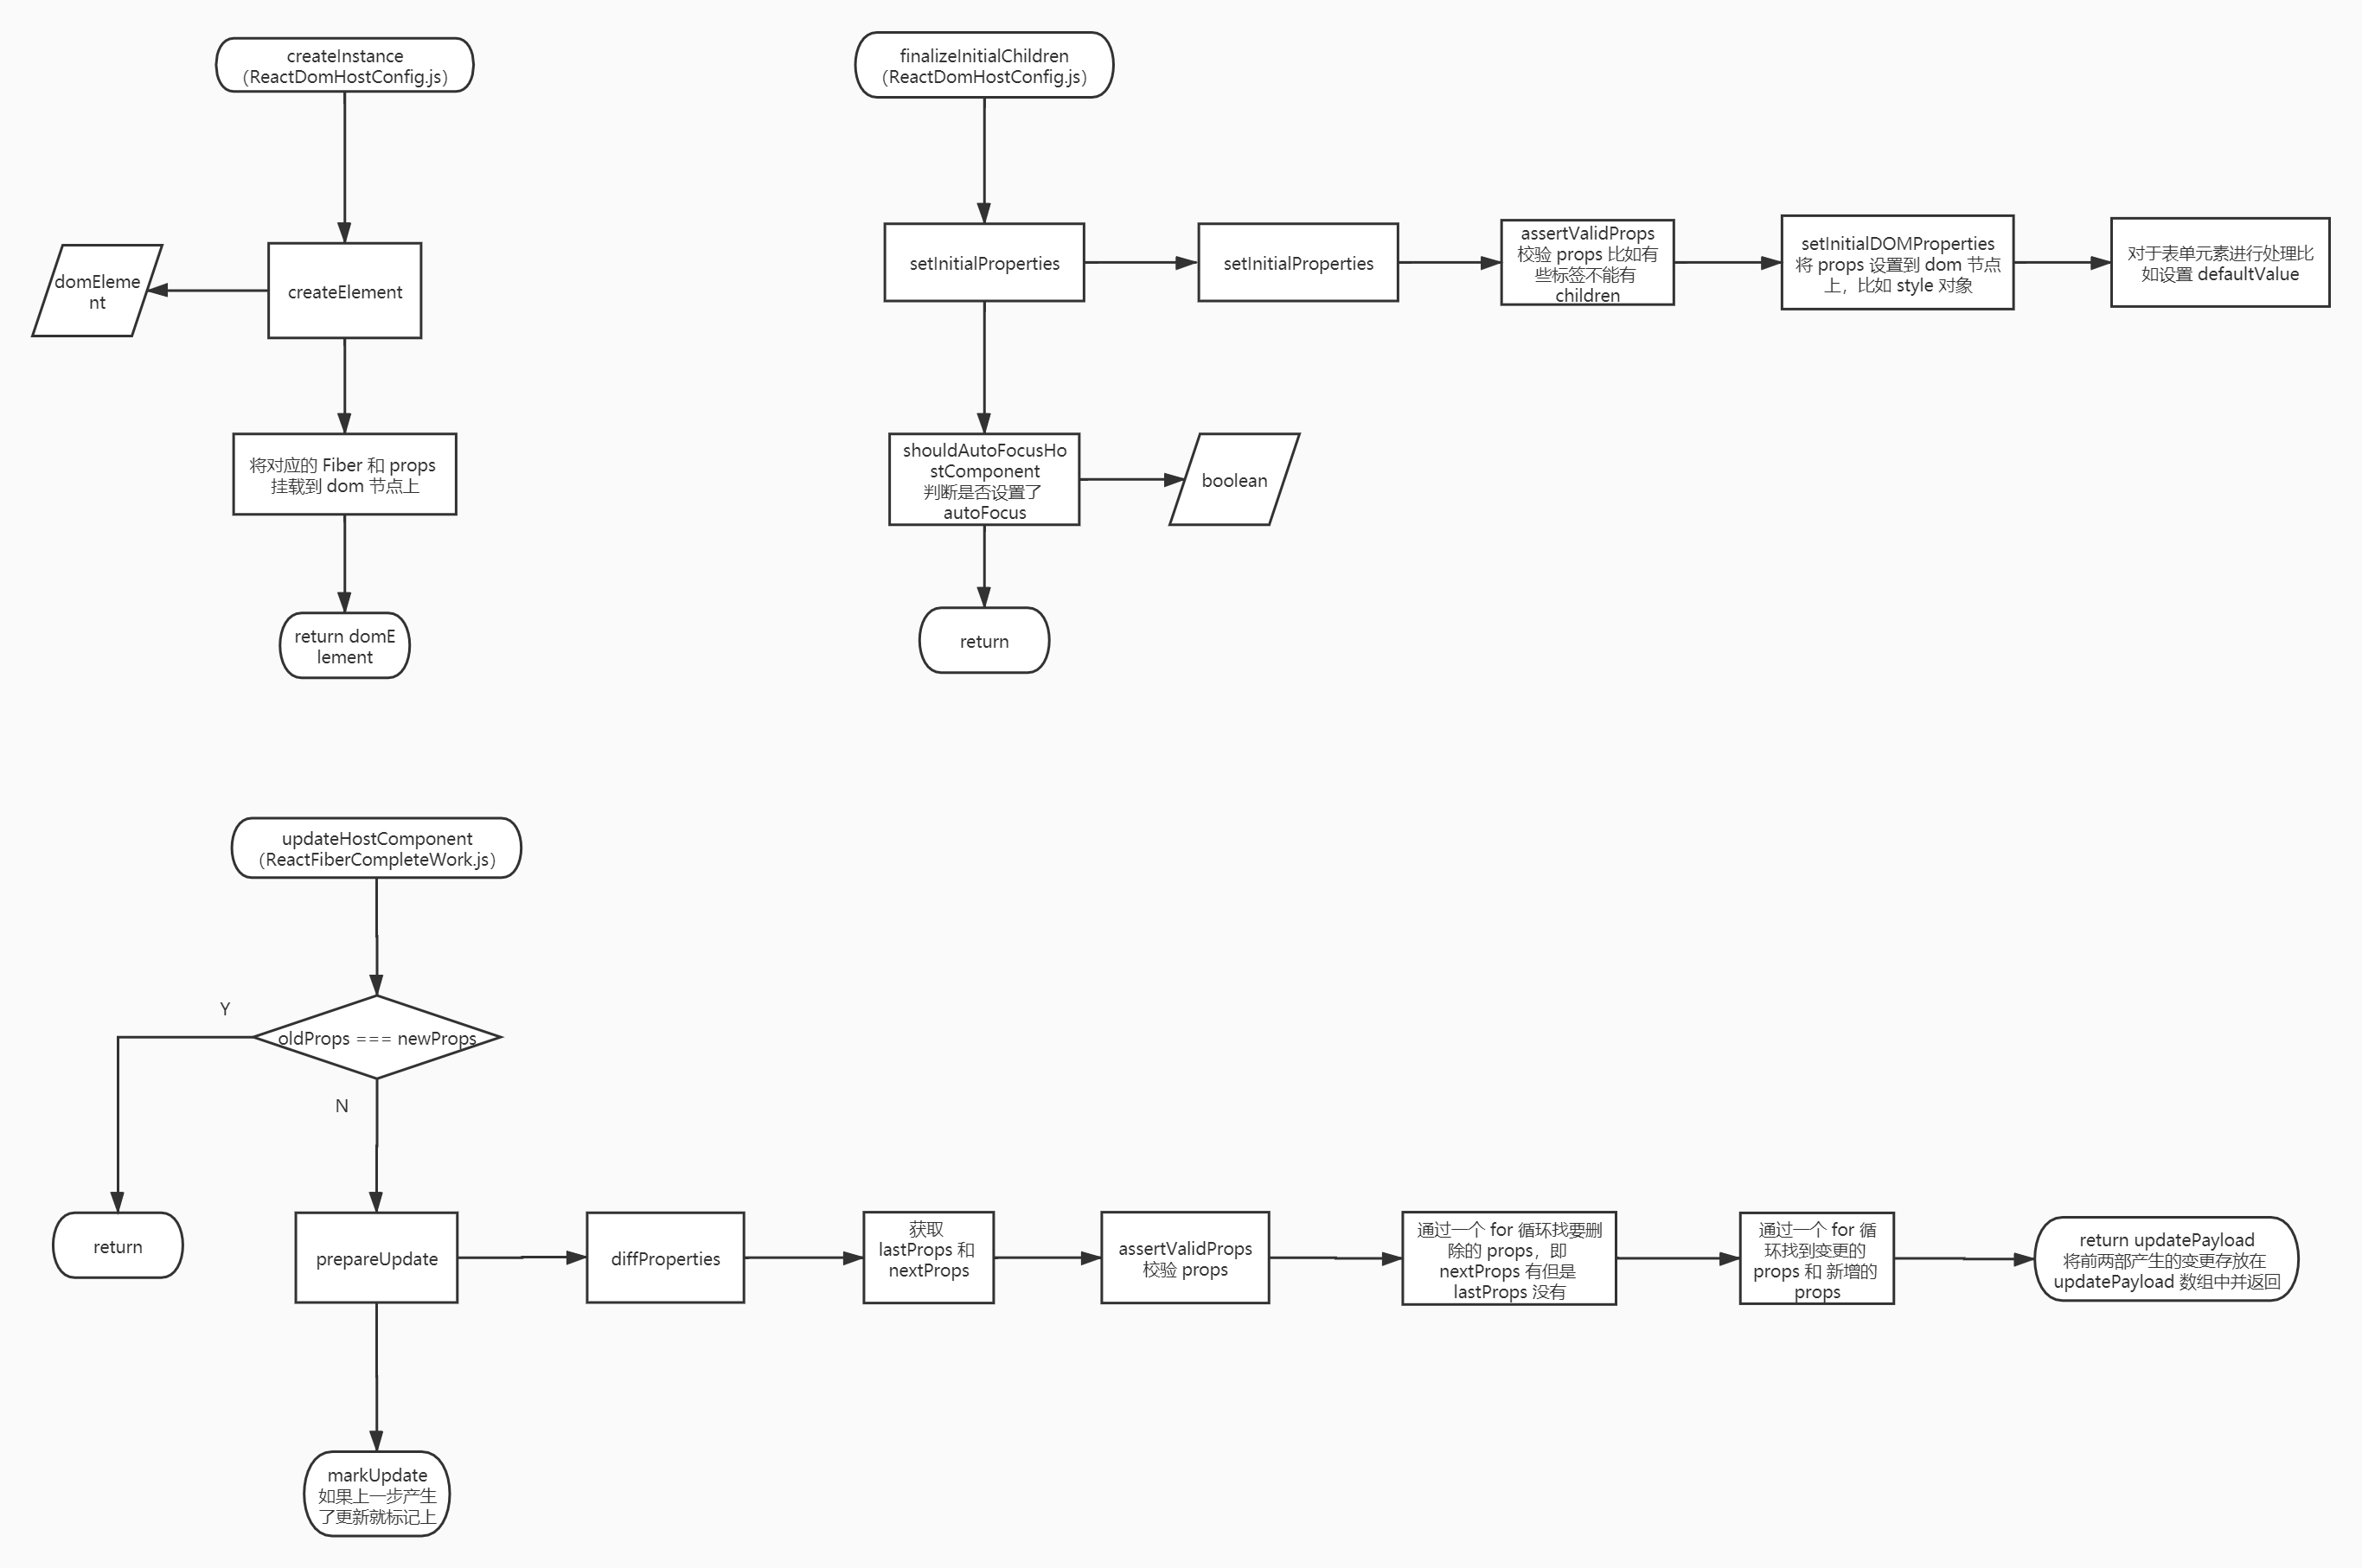 createInstance
（ReactDomHostConfig.js）
domEleme
nt
createElement
将对应的 Fiber 和 props
挂载到 dom 节点上
return domE
lement
finalizeInitialChildren
（ReactDomHostConfig.js）
setInitialProperties
setInitialProperties
assertValidProps
校验 props 比如有
些标签不能有
children
setInitialDOMProperties
将 props 设置到 dom 节点
上，比如 style 对象
对于表单元素进行处理比
如设置 defaultValue
shouldAutoFocusHo
stComponent
判断是否设置了
autoFocus
boolean
return
updateHostComponent
（ReactFiberCompleteWork.js）
Y
oldProps === newProps
N
return
prepareUpdate
diffProperties
获取
lastProps 和
nextProps
assertValidProps
校验 props
通过一个 for 循环找要删
除的 props，即
nextProps 有但是
lastProps 没有
通过一个 for 循
环找到变更的
props 和 新增的
props
return updatePayload
将前两部产生的变更存放在
updatePayload 数组中并返回
markUpdate
如果上一步产生
了更新就标记上